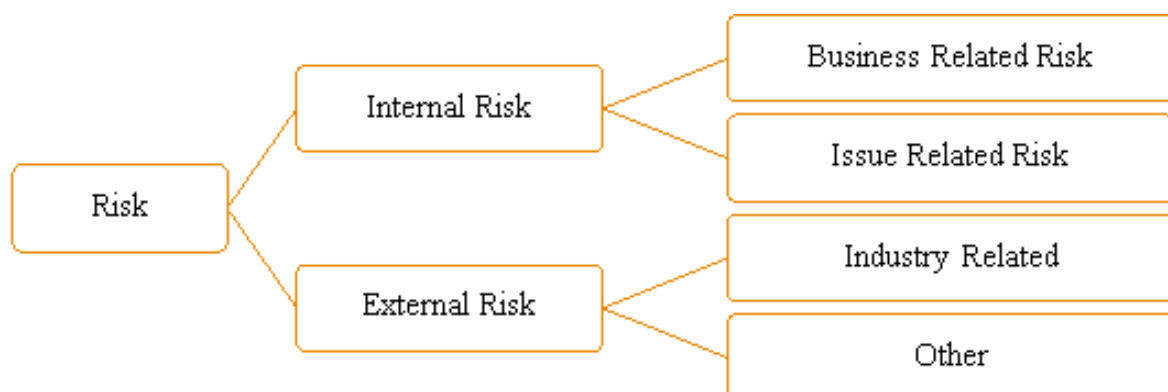 Business Related Risk
Internal Risk
Issue Related Risk
Risk
Industry Related
External Risk
Other